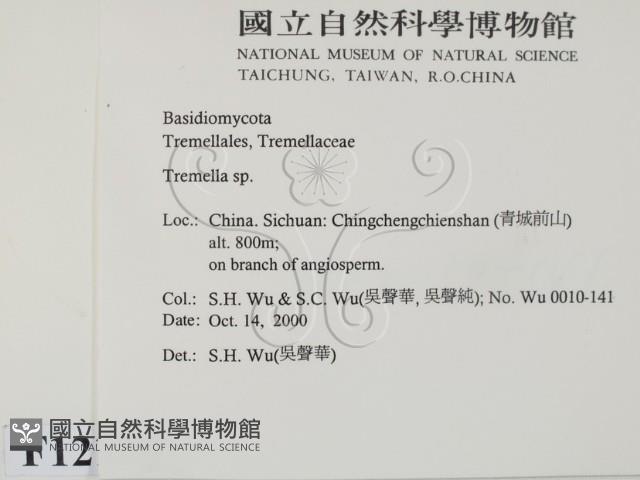 國立自然科學博物館
NATIONAL MUSEUM OF NATURAL SCIENCE
TAICHUNG, TAIWAN, R.O.CHINA
Basidiomycota
Tremellales, Tremellaceae
Tremella sp.
Loc.: China. Sichuan: Chingchengchienshan (青城前山)
alt. 800m;
on branch of angiosperm.
Col.: S.H. Wu & S.C. Wu(吳聲華, 吳聲純); No. Wu 0010-141
Date: Oct. 14, 2000
Det.: S.H. Wu(吳聲華)
國立自然科學博物館
NATIONAL MUSEUM OF NATURAL SCIENCE